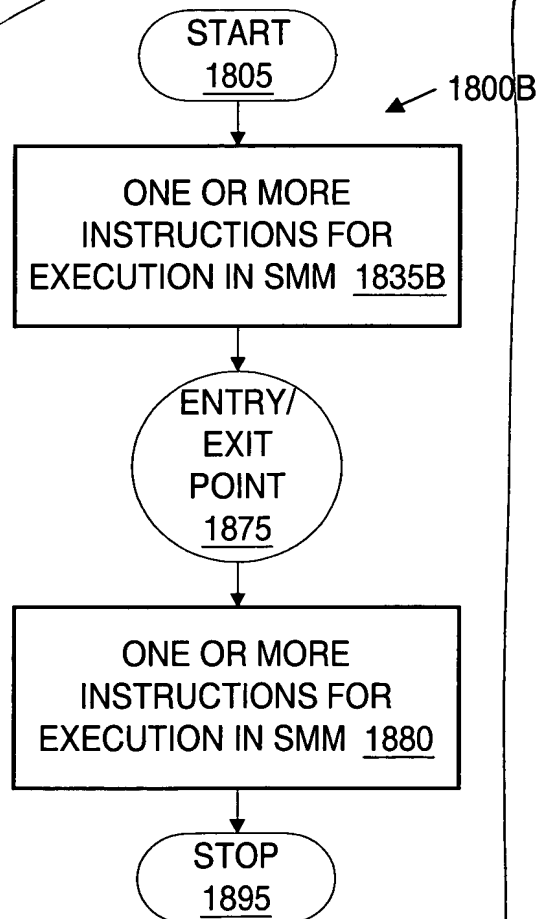 START
1805
1800B
ONE OR MORE
INSTRUCTIONS FOR
EXECUTION IN SMM 1835B
ENTRY/
EXIT
POINT
1875
ONE OR MORE
INSTRUCTIONS FOR
EXECUTION IN SMM 1880
STOP
1895